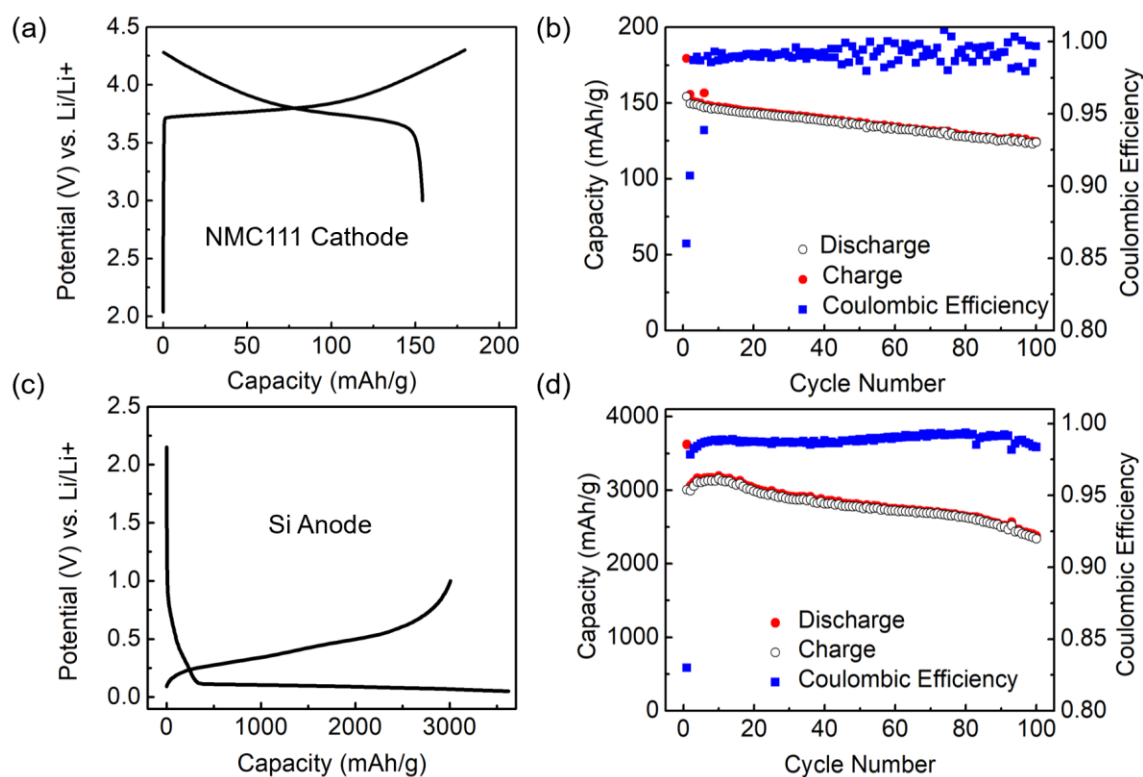 (a)
4.5
4.0
3.5
3.0
2.5
2.0
Potential (V) vs. Li/Li+
NMC111 Cathode
0
50
100
150
200
Capacity (mAh/g)
(b)
200
150
100
50
0
Capacity (mAh/g)
Discharge
Charge
Coulombic Efficiency
1.00
0.95
0.90
0.85
0.80
Coulombic Efficiency
0
20
40
60
80
100
Cycle Number
(c)
2.5
2.0
1.5
1.0
0.5
0.0
Potential (V) vs. Li/Li+
Si Anode
0
1000
2000
3000
Capacity (mAh/g)
(d)
4000
3000
2000
1000
0
Capacity (mAh/g)
Discharge
Charge
Coulombic Efficiency
1.00
0.95
0.90
0.85
0.80
Coulombic Efficiency
0
20
40
60
80
100
Cycle Number